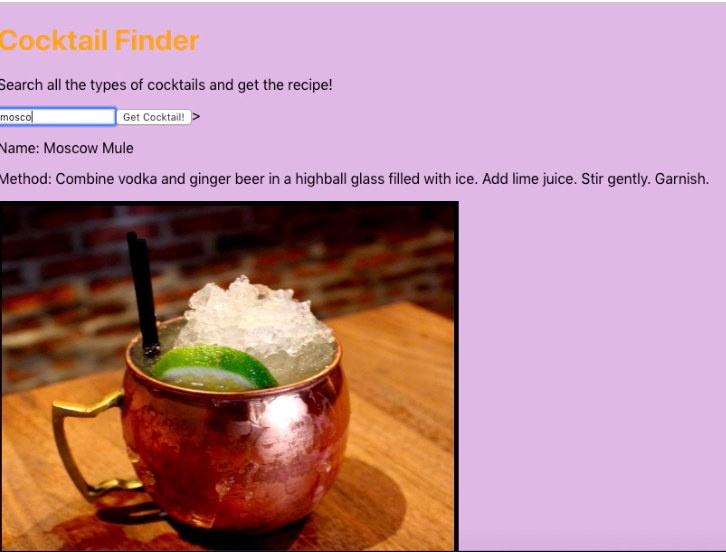 Cocktail Finder
Search all the types of cocktails and get the recipe!
mosco Get Cocktail! >
Name: Moscow Mule
Method: Combine vodka and ginger beer in a highball glass filled with ice. Add lime juice. Stir gently. Garnish.